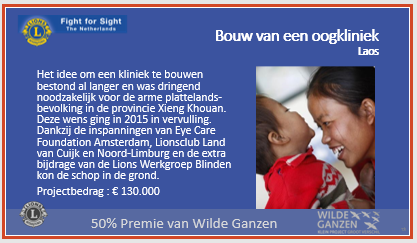 Fight for Sight
The Netherlands
Bouw van een oogkliniek
Laos
Het idee om een kliniek te bouwen
bestond al langer en was dringend
noodzakelijk voor de arme plattelands-
bevolking in de provincie Xieng Khouan.
Deze wens ging in 2015 in vervulling.
Dankzij de inspanningen van Eye Care
Foundation Amsterdam, Lionsclub Land
van Cuijk en Noord-Limburg en de extra
bijdrage van de Lions Werkgroep Blinden
kon de schop in de grond.
Projectbedrag : € 130.000
50% Premie van Wilde Ganzen
WILDE
GANZEN